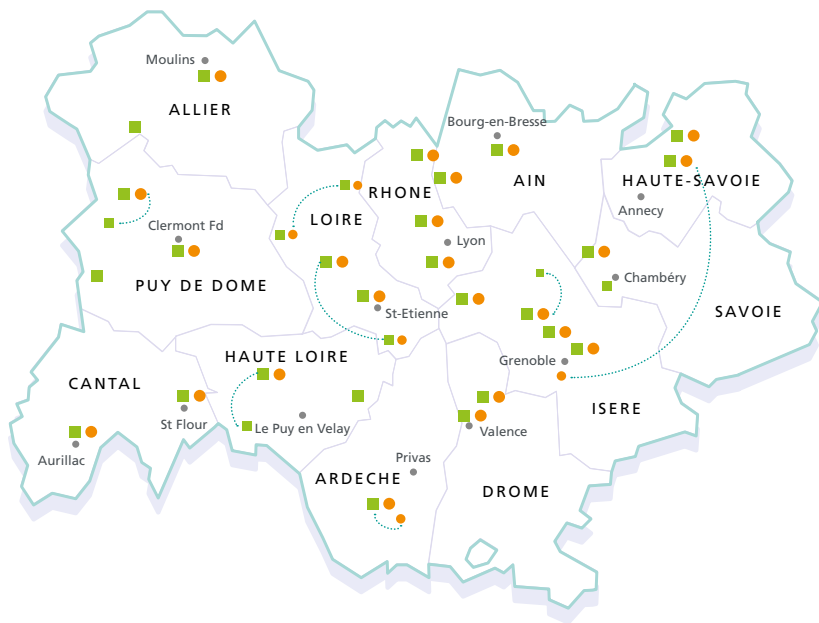 Moulins
ALLIER
Bourg-en-Bresse
AIN
RHONE
HAUTE-SAVOIE
Annecy
LOIRE
Clermont Fd
Lyon
PUY DE DOME
Chambéry
SAVOIE
St-Etienne
HAUTE LOIRE
Grenoble
CANTAL
ISERE
St Flour
Le Puy en Velay
Valence
Aurillac
Privas
ARDECHE
DROME